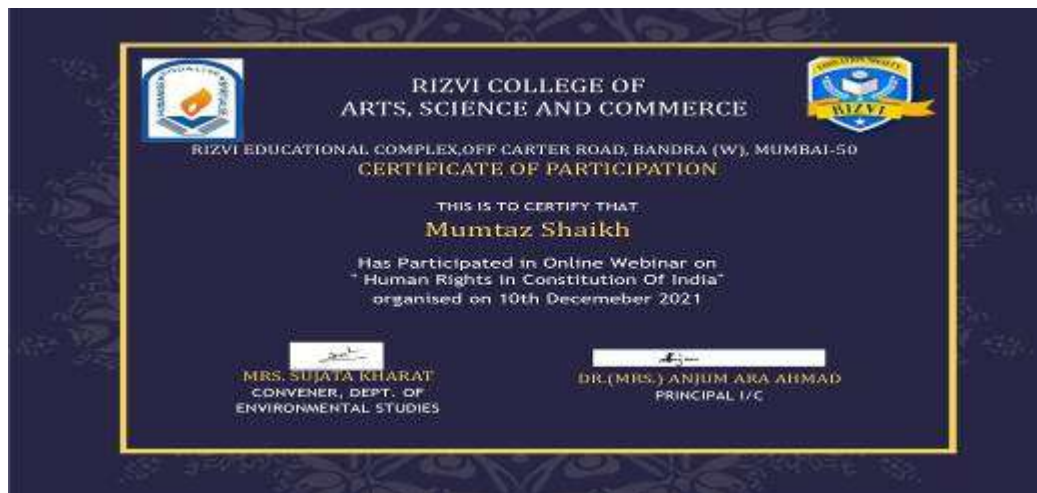 RIZVI COLLEGE OF
ARTS, SCIENCE AND COMMERCE
RIZVI EDUCATIONAL COMPLEX,OFF CARTER ROAD, BANDRA (W), MUMBAI-50
CERTIFICATE OF PARTICIPATION
THIS IS TO CERTIFY THAT
Mumtaz Shaikh
Has Participated in Online Webinar on
" Human Rights in Constitution Of India"
organised on 10th Decemeber 2021
MRS. SUJATA KHARAT
CONVENER, DEPT. OF
ENVIRONMENTAL STUDIES
DR.(MRS.) ANJUM ARA AHMAD
PRINCIPAL I/C
RIZVI